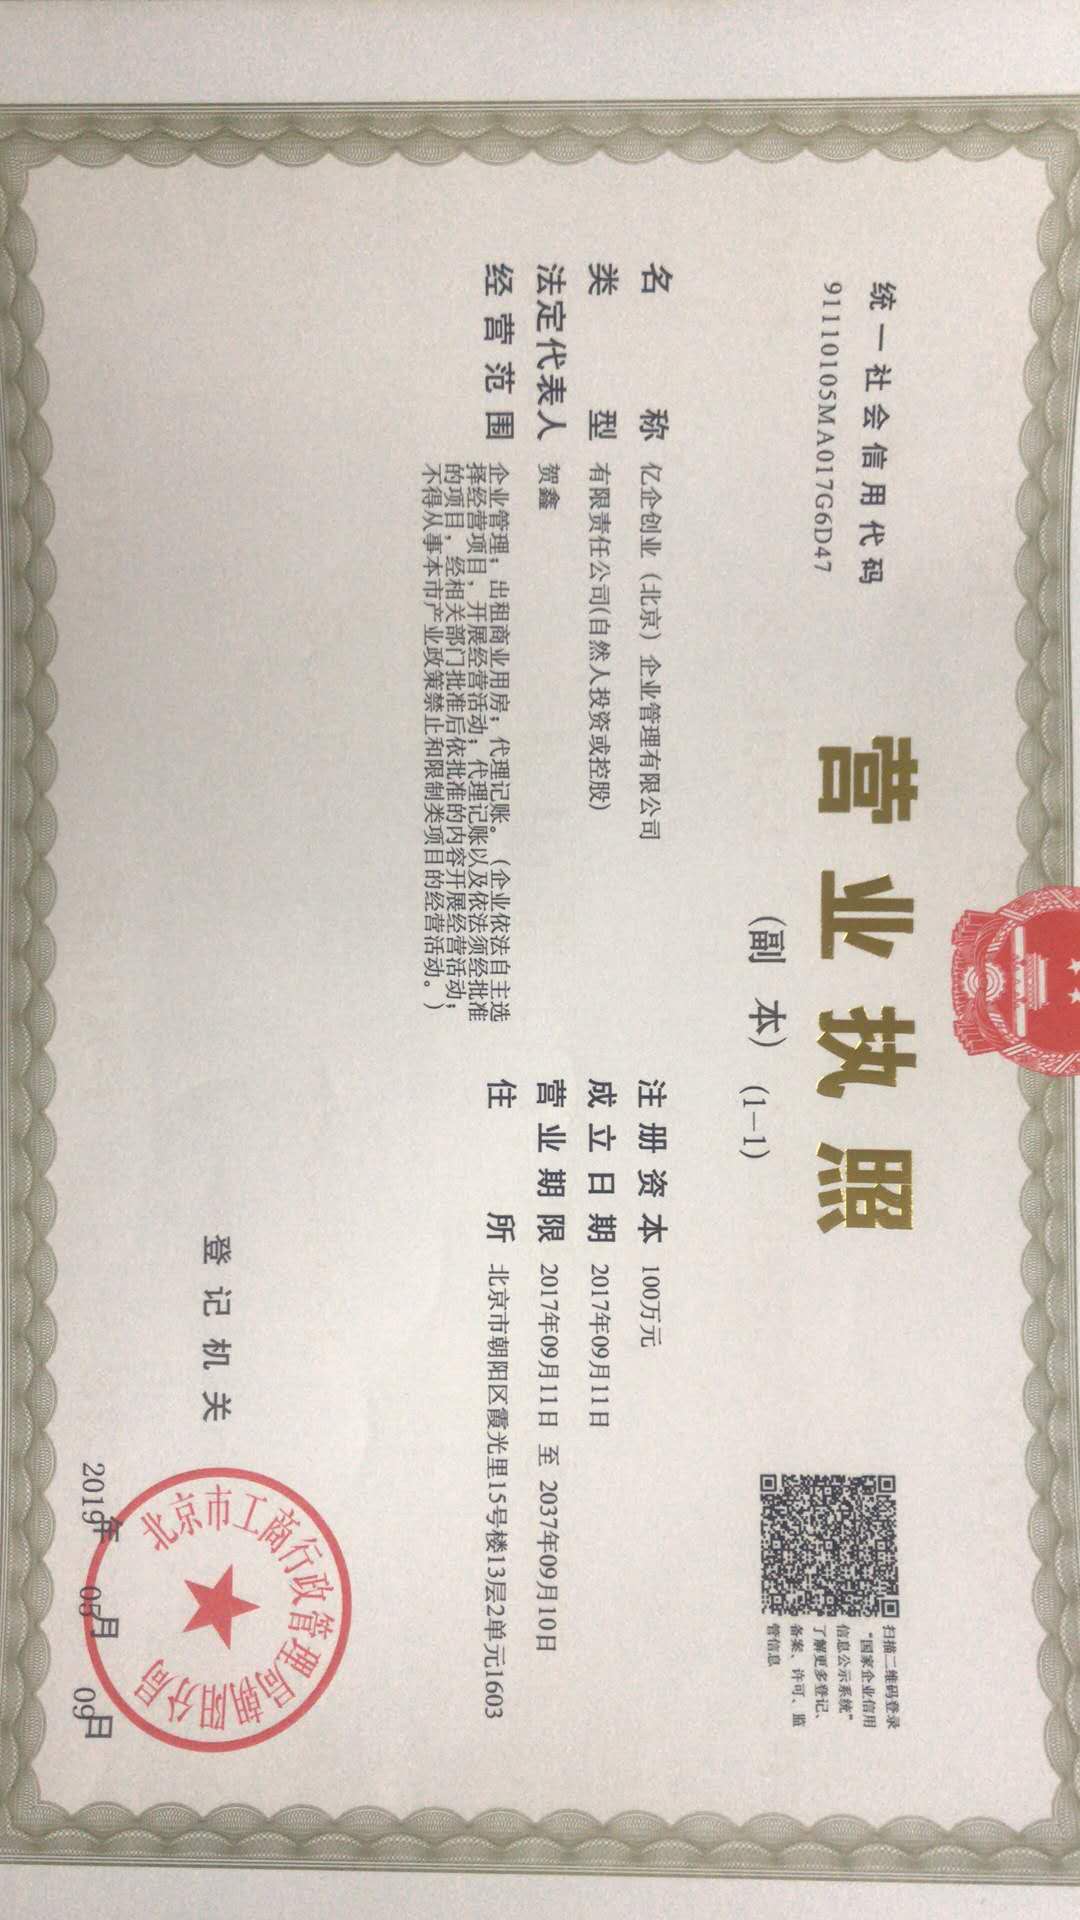 统一社会信用代码
91110105MA017G6D47
营业执照
(副 本) (1-1)
扫描二维码登录
“国家企业信用
信息公示系统”
了解更多登记、
备案、许可、监
管信息
名 称 亿企创业（北京）企业管理有限公司
类 型 有限责任公司(自然人投资或控股)
法定代表人 贺鑫
经营范围 企业管理；出租商业用房；代理记账。（企业依法自主选
择经营项目，开展经营活动；代理记账以及依法须经批准
的项目，经相关部门批准后依批准的内容开展经营活动；
不得从事本市产业政策禁止和限制类项目的经营活动。）
注册资本 100万元
成立日期 2017年09月11日
营业期限 2017年09月11日 至 2037年09月10日
住 所 北京市朝阳区霞光里15号楼13层2单元1603
登记机关
北京市工商行政管理局朝阳分局
2019年 05月 09日